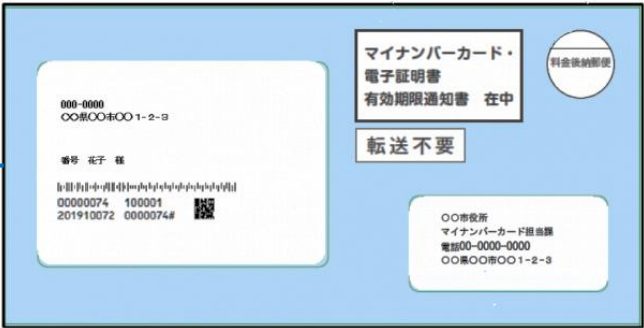 000-0000
〇〇県〇〇市〇〇 1-2-3
番号 花子 様
00000074 100001
201910072 0000074#
マイナンバーカード・
電子証明書
有効期限通知書 在中
料金後納郵便
転送不要
〇〇市役所
マイナンバーカード担当課
電話00-0000-0000
〇〇県〇〇市〇〇1-2-3